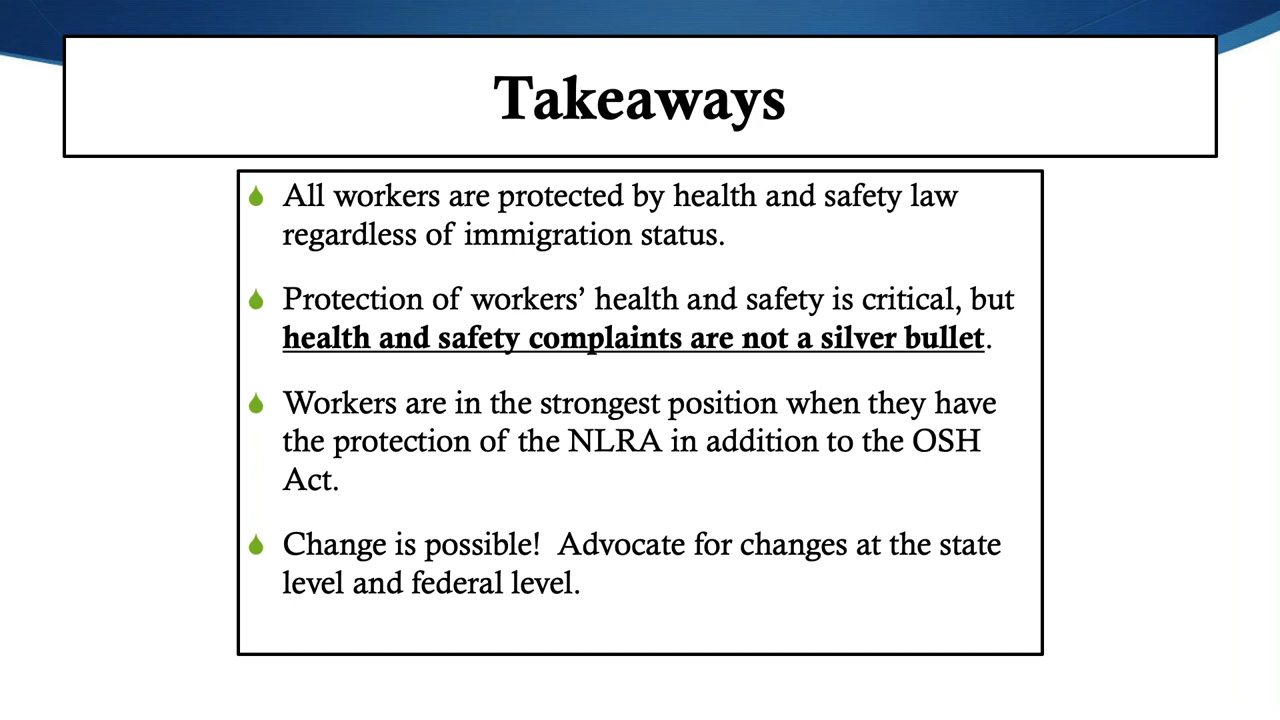 Takeaways
All workers are protected by health and safety law
regardless of immigration status.
Protection of workers’ health and safety is critical, but
health and safety complaints are not a silver bullet.
Workers are in the strongest position when they have
the protection of the NLRA in addition to the OSH
Act.
Change is possible!  Advocate for changes at the state
level and federal level.